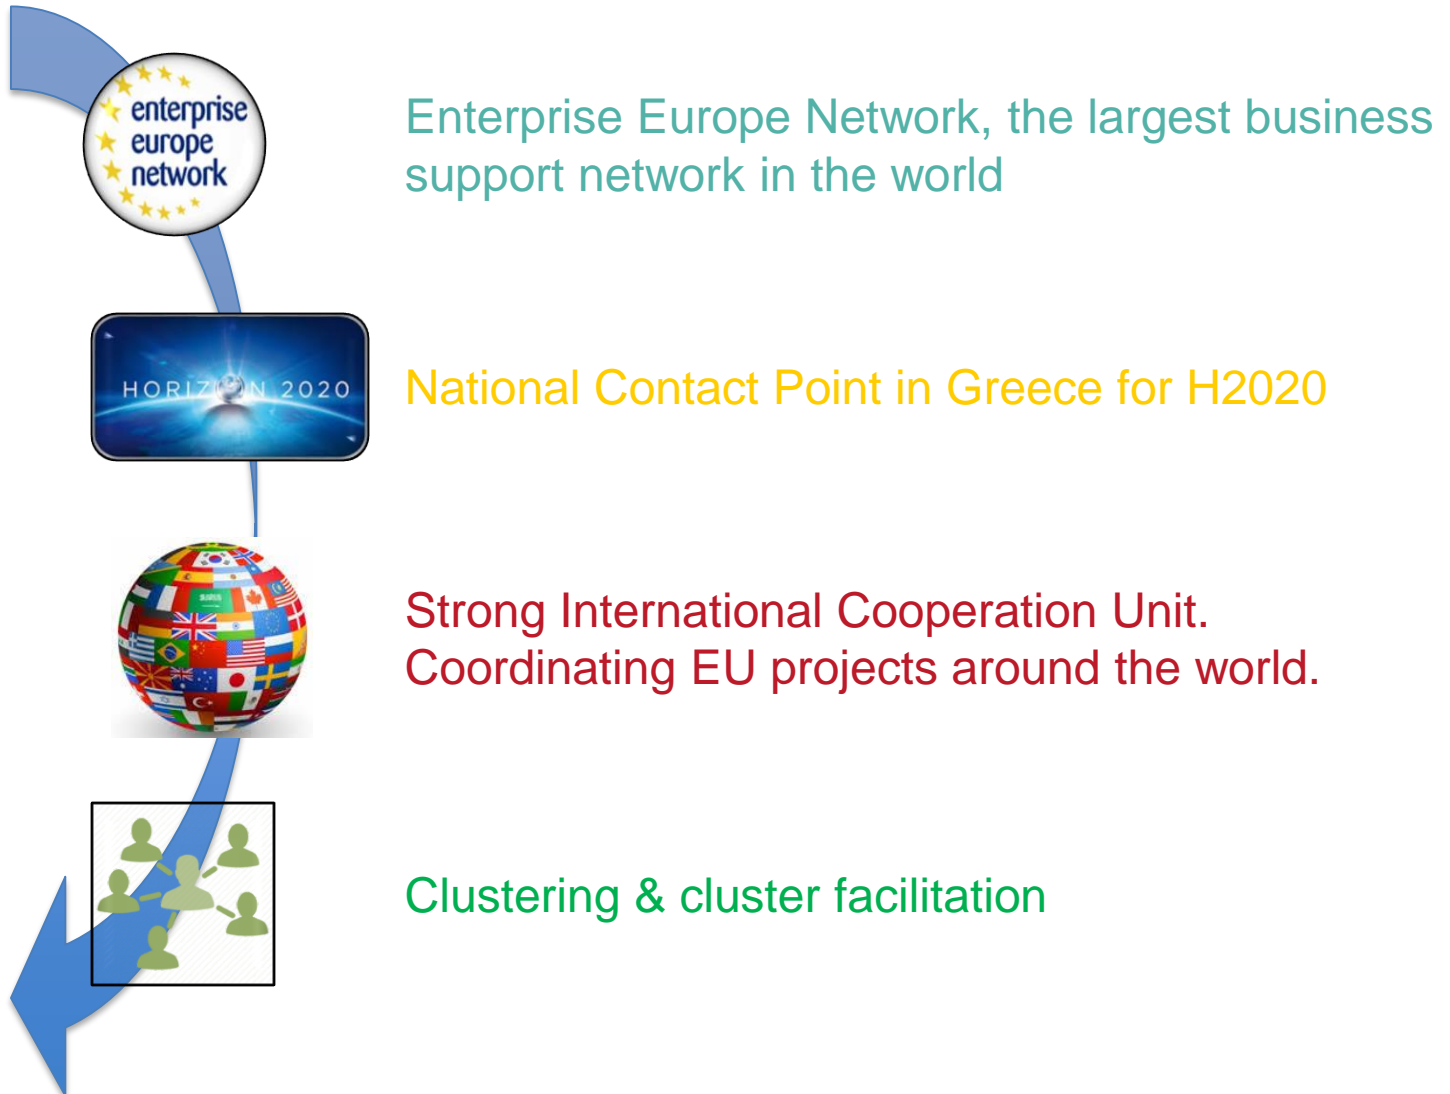 enterprise
europe
network
Enterprise Europe Network, the largest business
support network in the world
HORIZON 2020
National Contact Point in Greece for H2020
Strong International Cooperation Unit.
Coordinating EU projects around the world.
Clustering & cluster facilitation